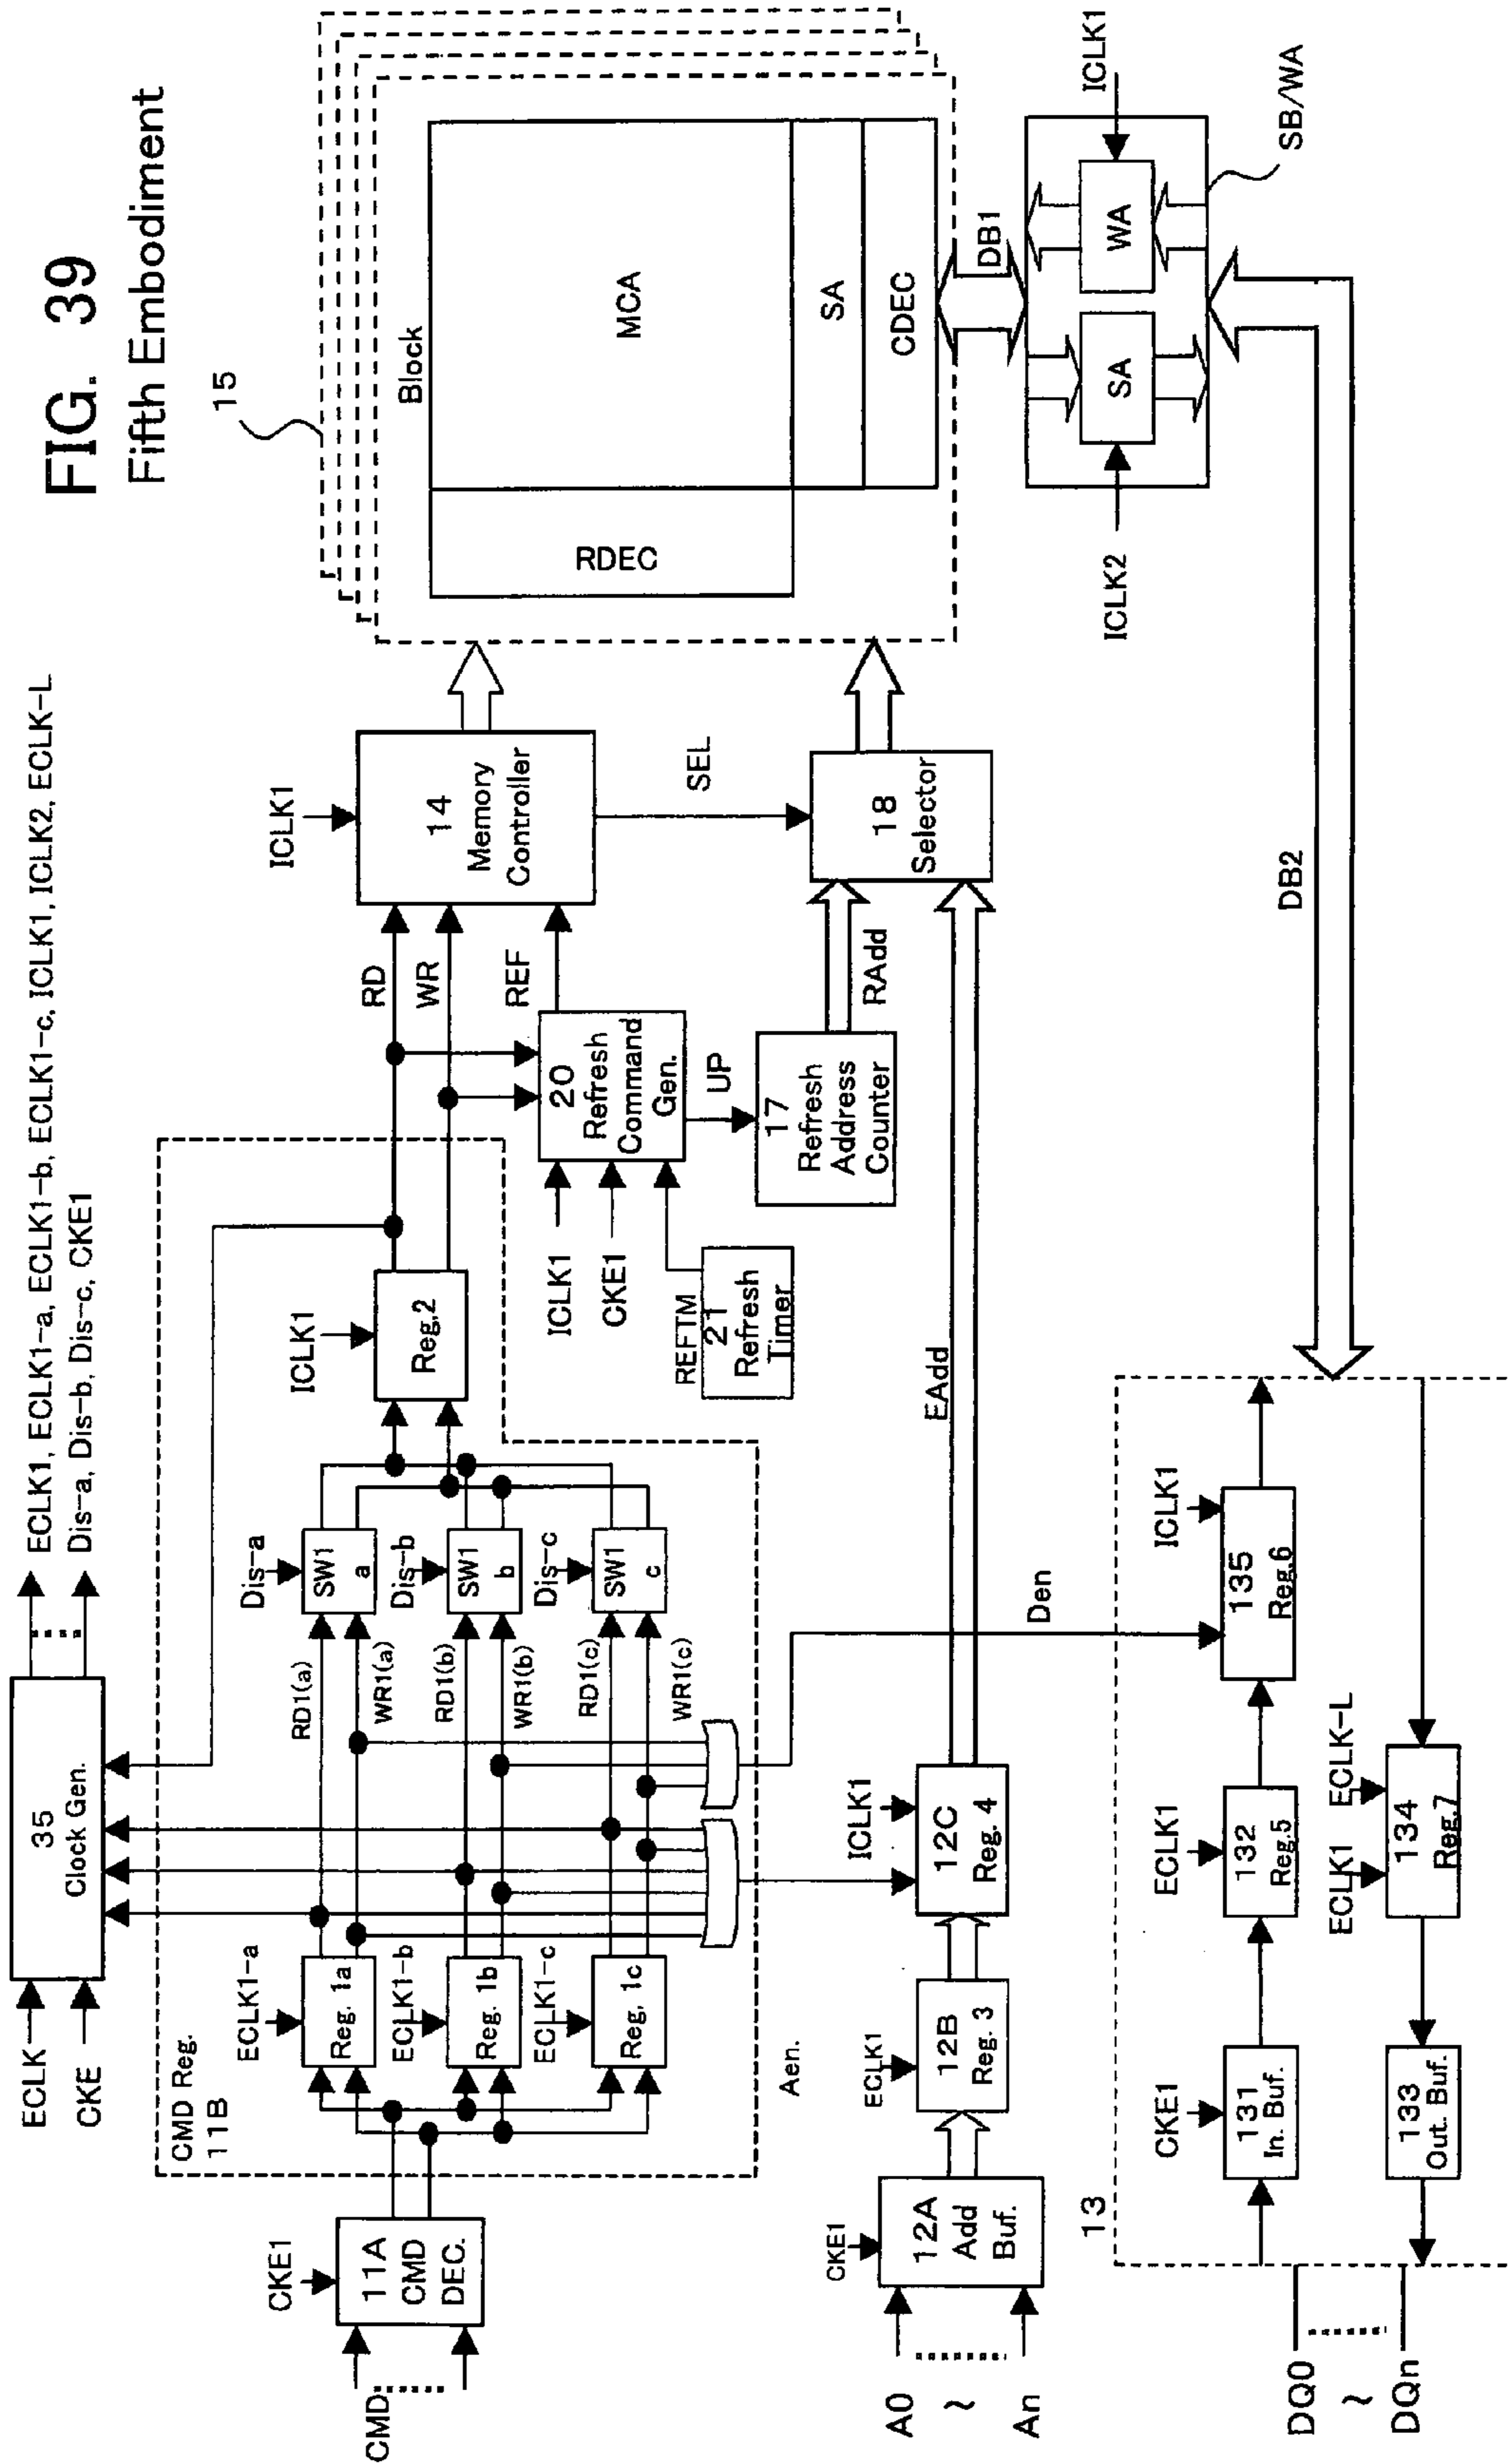 FIG. 39
Fifth Embodiment
ECLK
CKE
35
Clock Gen.
ECLK1, ECLK1-a, ECLK1-b, ECLK1-c, ICLK1, ICLK2, ECLK-L
Dis-a, Dis-b, Dis-c, CKE1
CMD Reg.
11B
CMD
CKE1
11A
CMD
DEC.
ECLK1-a
Reg. 1a
ECLK1-b
Reg. 1b
ECLK1-c
Reg. 1c
RD1(a)
WR1(a)
RD1(b)
WR1(b)
RD1(c)
WR1(c)
Dis-a
SW1
a
Dis-b
SW1
b
Dis-c
SW1
c
ICLK1
Reg.2
RD
WR
REF
ICLK1
14
Memory
Controller
SEL
20
Refresh
Command
Gen.
ICLK1
CKE1
REFTM
21
Refresh
Timer
UP
17
Refresh
Address
Counter
RAdd
18
Selector
15
Block
MCA
RDEC
SA
CDEC
DB1
ICLK2
SA
WA
ICLK1
SB/WA
Aen.
Den
A0
~
An
CKE1
12A
Add
Buf.
ECLK1
12B
Reg. 3
ICLK1
12C
Reg. 4
EAdd
DB2
13
DQ0
~
DQn
CKE1
131
In. Buf.
ECLK1
132
Reg.5
ICLK1
135
Reg.6
133
Out. Buf.
ECLK1
ECLK-L
134
Reg.7